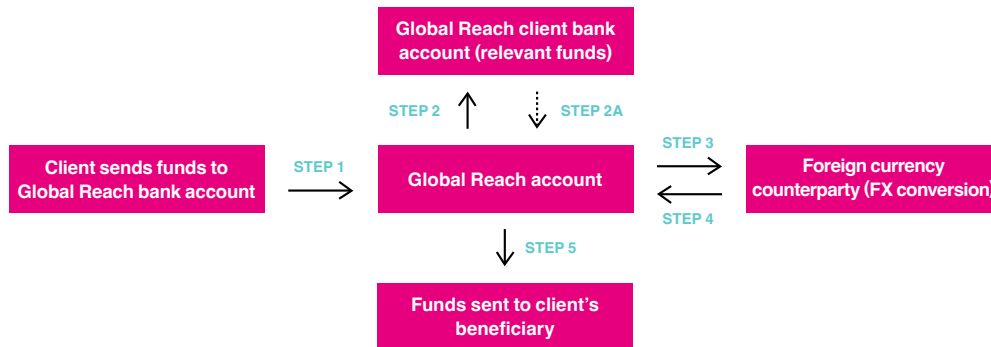 Global Reach client bank
account (relevant funds)
STEP 2
STEP 2A
Client sends funds to
Global Reach bank account
STEP 1
Global Reach account
STEP 3
STEP 4
Foreign currency
counterparty (FX conversion)
STEP 5
Funds sent to client’s
beneficiary